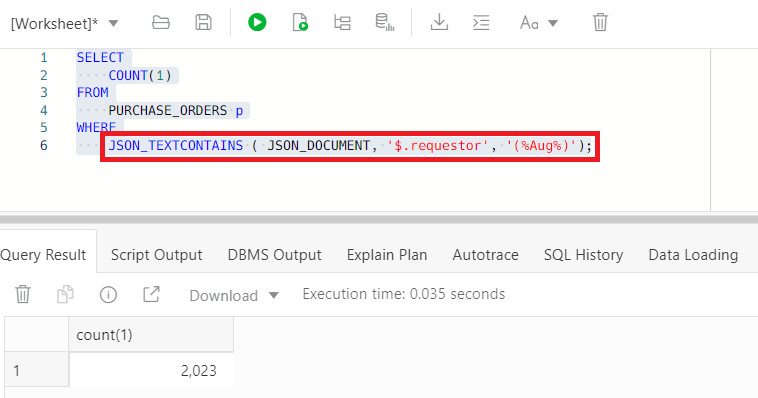 [Worksheet]*
Aa
1 SELECT
2 COUNT(1)
3 FROM
4 PURCHASE_ORDERS p
5 WHERE
6 JSON_TEXTCONTAINS ( JSON_DOCUMENT, '$.requestor', '(%Aug%)');
Query Result Script Output DBMS Output Explain Plan Autotrace SQL History Data Loading
Download Execution time: 0.035 seconds
count(1)
1 2,023